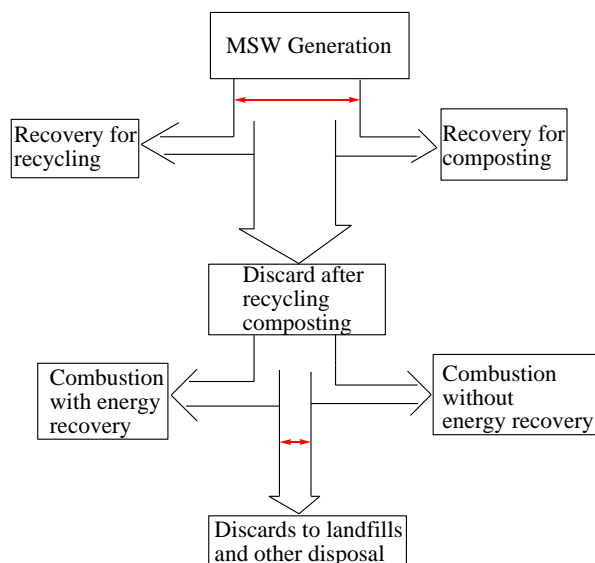 MSW Generation
Recovery for
recycling
Recovery for
composting
Discard after
recycling
composting
Combustion
with energy
recovery
Combustion
without
energy recovery
Discards to landfills
and other disposal